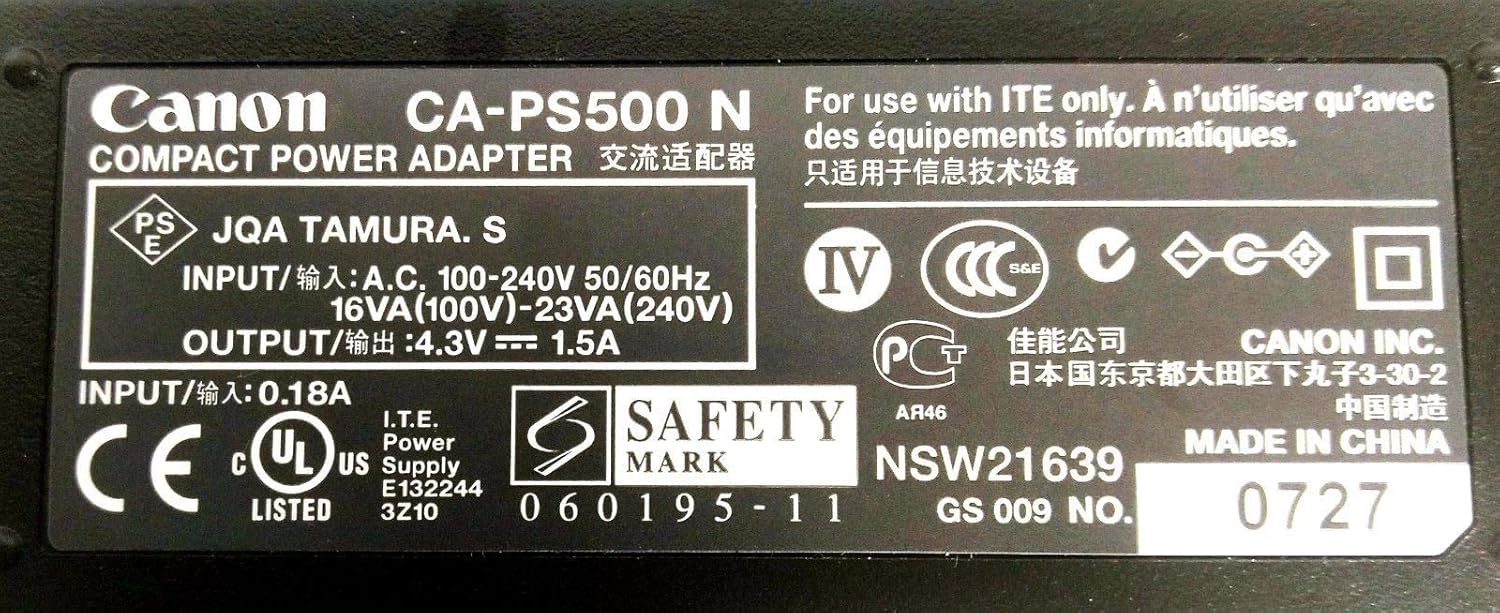 Canon CA-PS500 N
COMPACT POWER ADAPTER 交流适配器
PS
E
JQA TAMURA. S
INPUT/输入:A.C. 100-240V 50/60Hz
16VA(100V)-23VA(240V)
OUTPUT/输出:4.3V⎓1.5A
INPUT/输入:0.18A
CE
C UL US
LISTED
I.T.E.
Power
Supply
E132244
3Z10
SAFETY
MARK
060195-11
For use with ITE only. À n'utiliser qu'avec
des équipements informatiques.
只适用于信息技术设备
IV
CCC S&E
PCT
АЯ46
佳能公司 CANON INC.
日本国东京都大田区下丸子3-30-2
中国制造
MADE IN CHINA
NSW21639
GS 009 NO. 0727